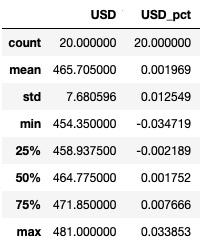 USD USD_pct
count 20.000000 20.000000
mean 465.705000 0.001969
std 7.680596 0.012549
min 454.350000 -0.034719
25% 458.937500 -0.002189
50% 464.775000 0.001752
75% 471.850000 0.007666
max 481.000000 0.033853